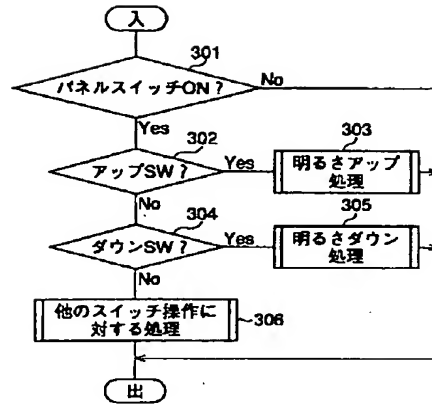 入
301
パネルスイッチON?
No
Yes
302
303
アップSW?
Yes
明るさアップ
処理
No
304
305
ダウンSW?
Yes
明るさダウン
処理
No
他のスイッチ操作に
対する処理
306
出